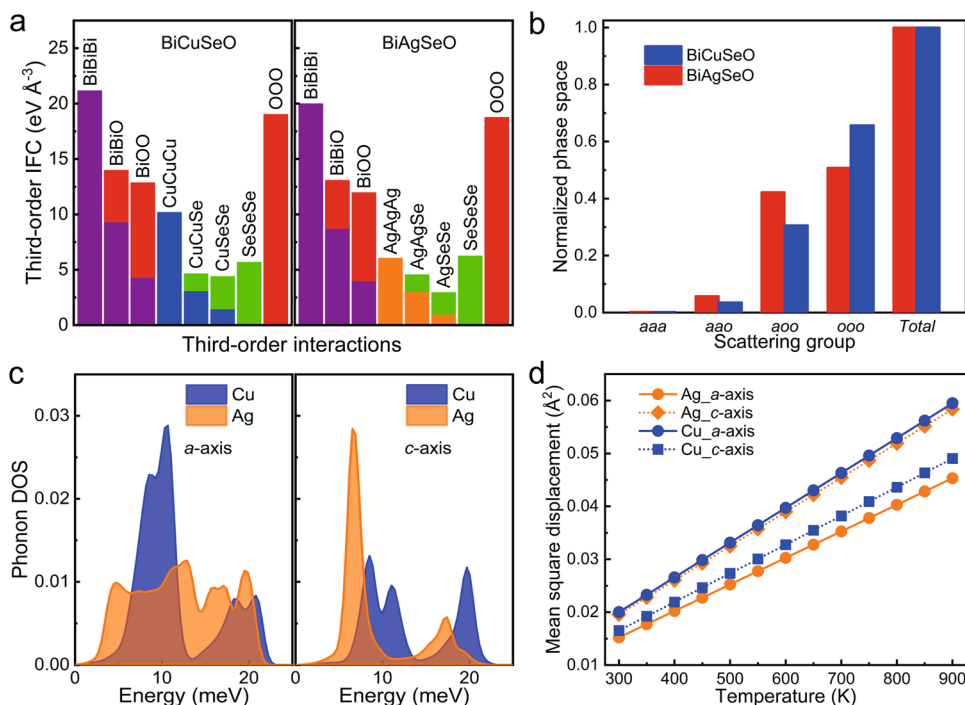 a
BiCuSeO
BiAgSeO
Third-order IFC (eV Å⁻³)
25
20
15
10
5
0
BiBiBi
BiBiO
BiOO
CuCuCu
CuCuSe
CuSeSe
SeSeSe
OOO
BiBiBi
BiBiO
BiOO
AgAgAg
AgAgSe
AgSeSe
SeSeSe
OOO
Third-order interactions
b
BiCuSeO
BiAgSeO
Normalized phase space
1.0
0.8
0.6
0.4
0.2
0.0
aaa aao aoo ooo Total
Scattering group
c
Cu
Ag
a-axis
Cu
Ag
c-axis
Phonon DOS
0.03
0.02
0.01
0.00
0 10 20 0 10 20
Energy (meV) Energy (meV)
d
Ag_a-axis
Ag_c-axis
Cu_a-axis
Cu_c-axis
Mean square displacement (Å²)
0.06
0.05
0.04
0.03
0.02
0.01
300 400 500 600 700 800 900
Temperature (K)